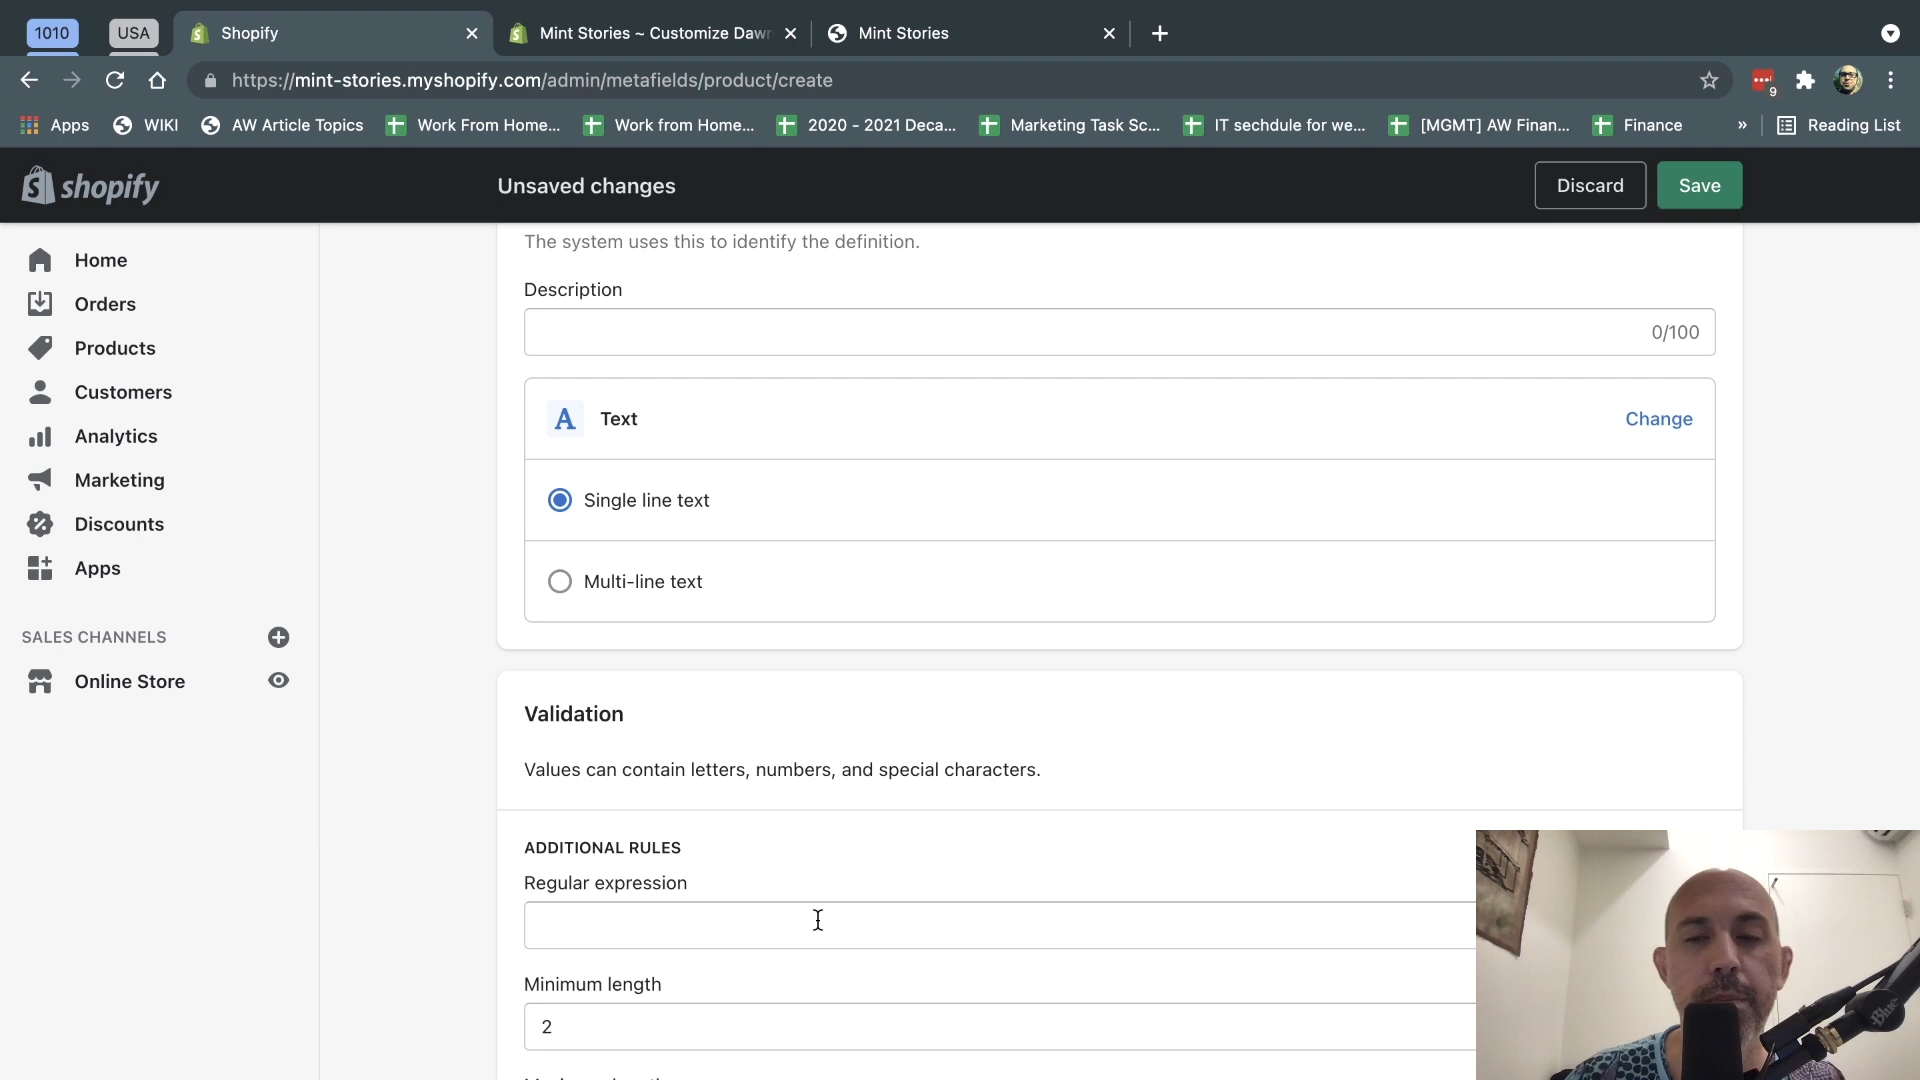 1010
USA
Shopify
Mint Stories ~ Customize Daw
Mint Stories
https://mint-stories.myshopify.com/admin/metafields/product/create
9
Apps
WIKI
AW Article Topics
Work From Home...
Work from Home...
2020 - 2021 Deca...
Marketing Task Sc...
IT sechdule for we...
[MGMT] AW Finan...
Finance
»
Reading List
shopify
Unsaved changes
Discard
Save
Home
Orders
Products
Customers
Analytics
Marketing
Discounts
Apps
SALES CHANNELS
Online Store
The system uses this to identify the definition.
Description
0/100
A Text
Change
Single line text
Multi-line text
Validation
Values can contain letters, numbers, and special characters.
ADDITIONAL RULES
Regular expression
Minimum length
2
Blue